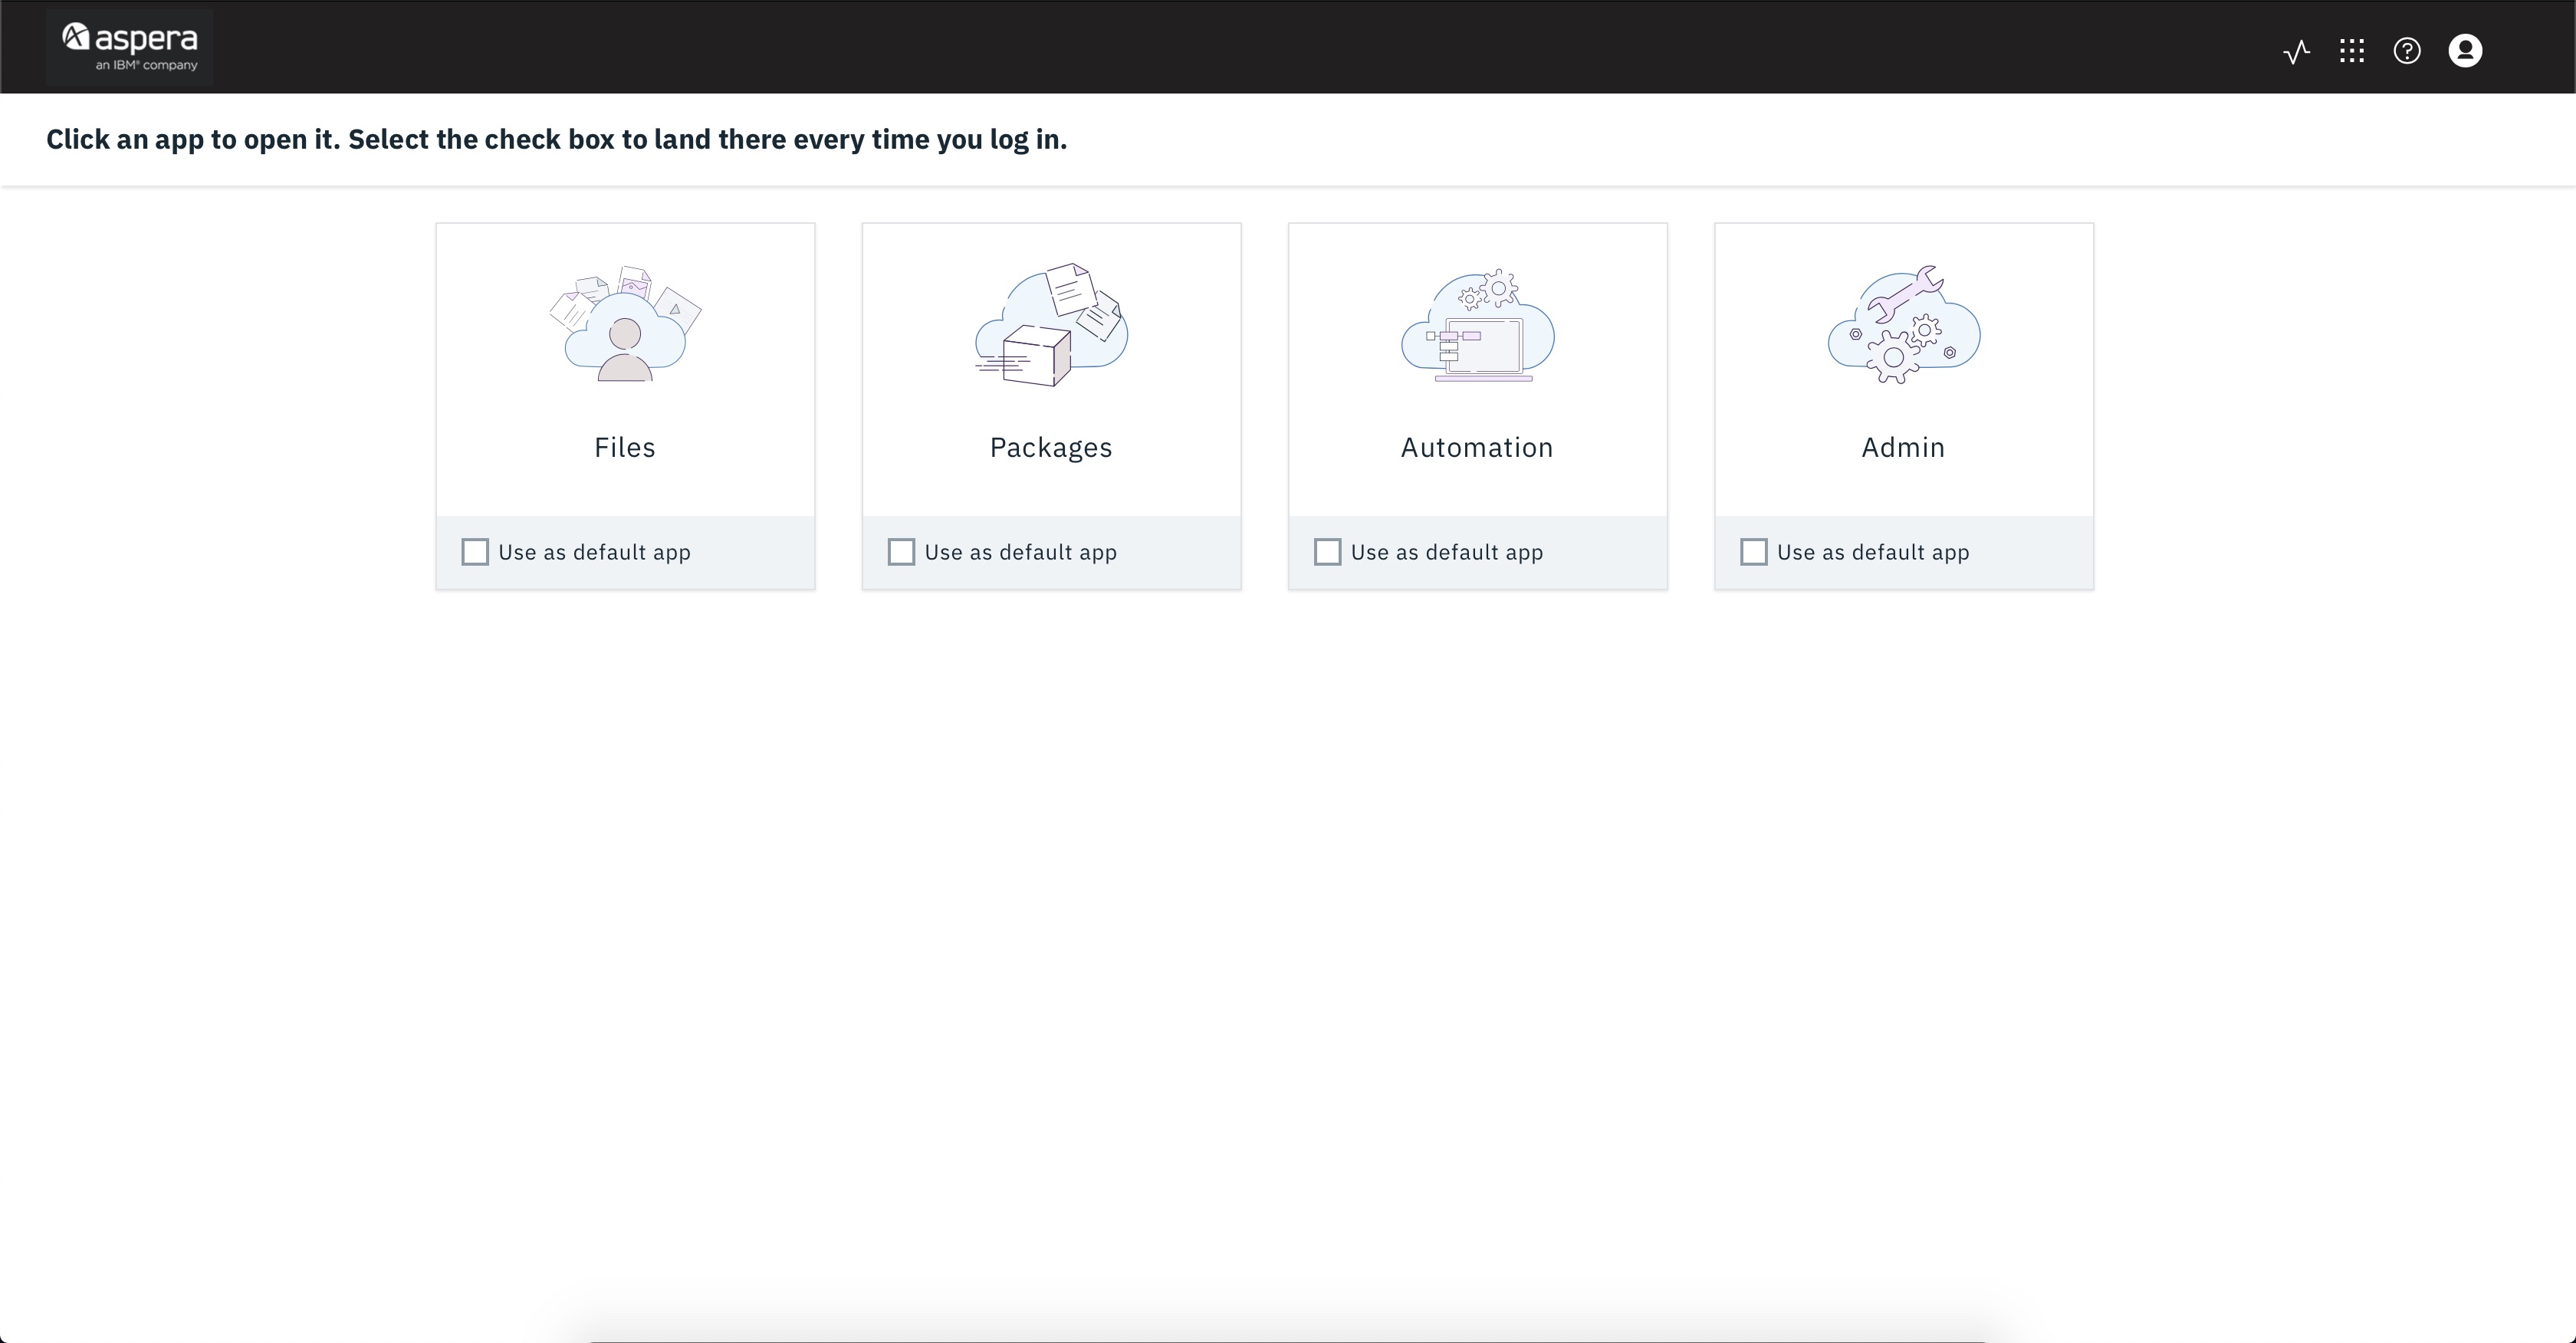 aspera
an IBM® company
Click an app to open it. Select the check box to land there every time you log in.
Files
Packages
Automation
Admin
Use as default app
Use as default app
Use as default app
Use as default app